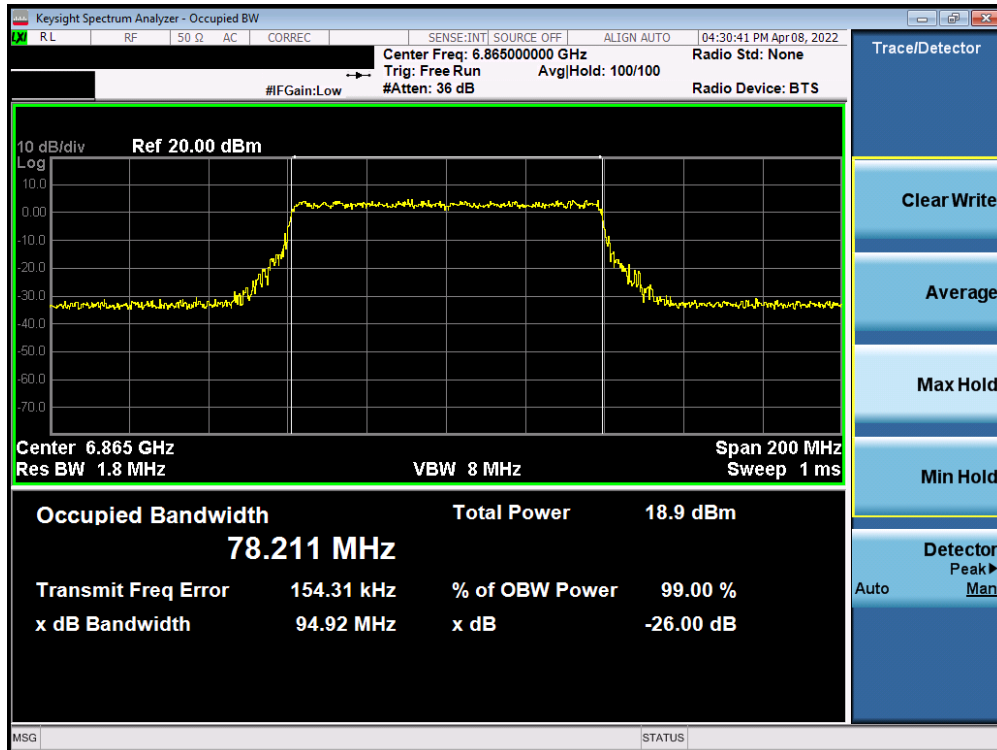 Keysight Spectrum Analyzer - Occupied BW
LXI RL RF 50 Ω AC CORREC SENSE:INT SOURCE OFF ALIGN AUTO 04:30:41 PM Apr 08, 2022
Center Freq: 6.865000000 GHz Radio Std: None
Trig: Free Run Avg|Hold: 100/100
#IFGain:Low #Atten: 36 dB Radio Device: BTS
Trace/Detector
10 dB/div Ref 20.00 dBm
Log
10.0
0.00
-10.0
-20.0
-30.0
-40.0
-50.0
-60.0
-70.0
Center 6.865 GHz Span 200 MHz
Res BW 1.8 MHz VBW 8 MHz Sweep 1 ms
Occupied Bandwidth Total Power 18.9 dBm
78.211 MHz
Transmit Freq Error 154.31 kHz % of OBW Power 99.00 %
x dB Bandwidth 94.92 MHz x dB -26.00 dB
Clear Write
Average
Max Hold
Min Hold
Detector
Peak▶
Auto Man
MSG STATUS